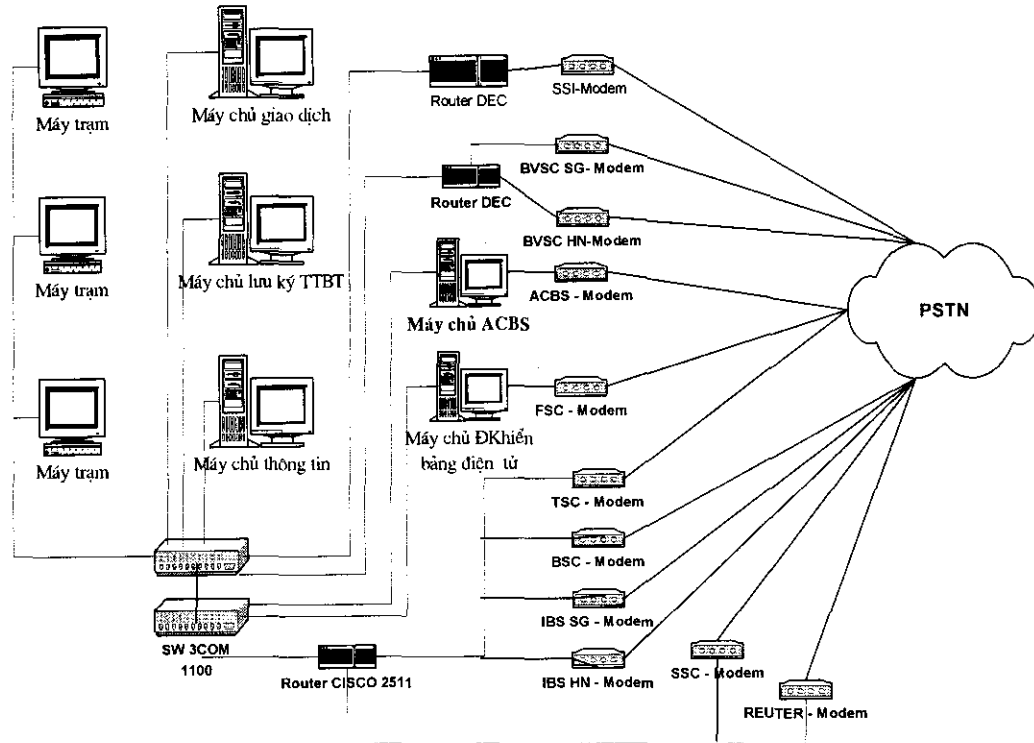 Máy trạm
Máy chủ giao dịch
Router DEC
SSI-Modem
BVSC SG- Modem
Router DEC
BVSC HN-Modem
Máy trạm
Máy chủ lưu ký TTBT
ACBS - Modem
Máy chủ ACBS
PSTN
FSC - Modem
Máy trạm
Máy chủ thông tin
Máy chủ ĐKhiển
bảng điện tử
TSC - Modem
BSC - Modem
IBS SG - Modem
SW 3COM
1100
Router CISCO 2511
IBS HN - Modem
SSC- Modem
REUTER - Modem